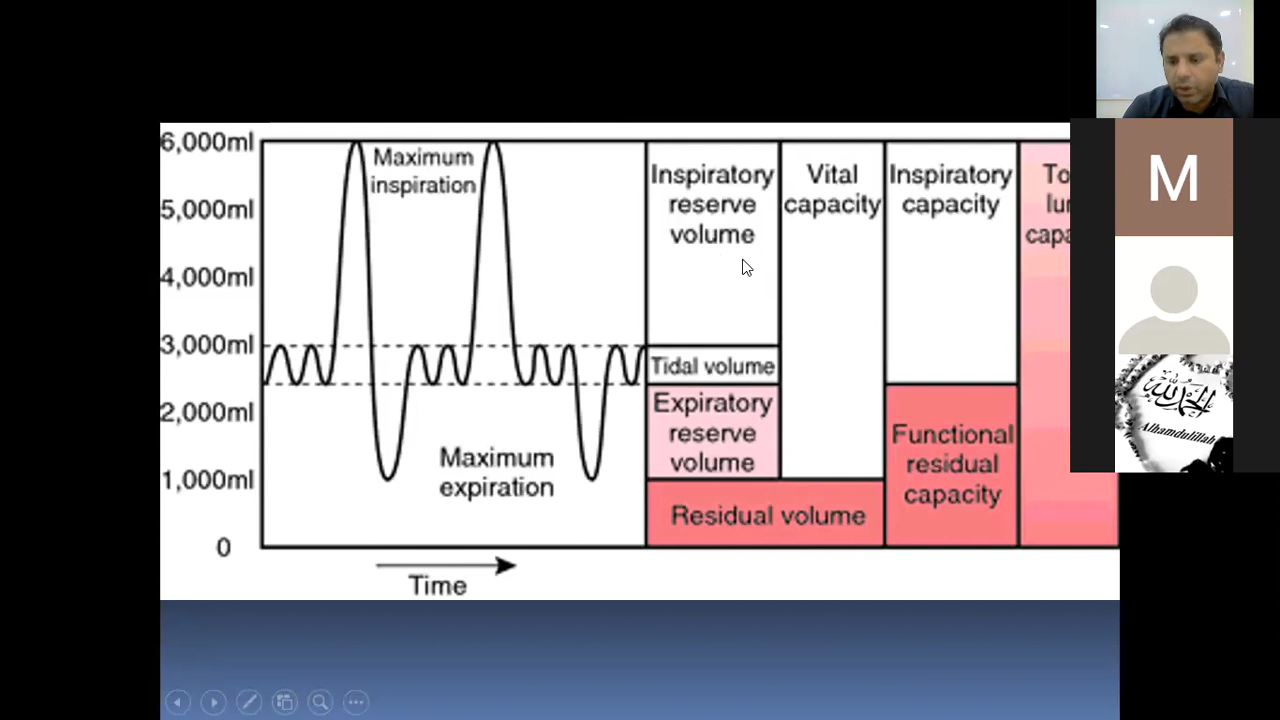 6,000ml
5,000ml
4,000ml
3,000ml
2,000ml
1,000ml
0
Maximum
inspiration
Maximum
expiration
Time
Inspiratory
reserve
volume
Tidal volume
Expiratory
reserve
volume
Residual volume
Vital
capacity
Inspiratory
capacity
Functional
residual
capacity
To
lu
capa
M
الحمد لله
Alhamdulillah